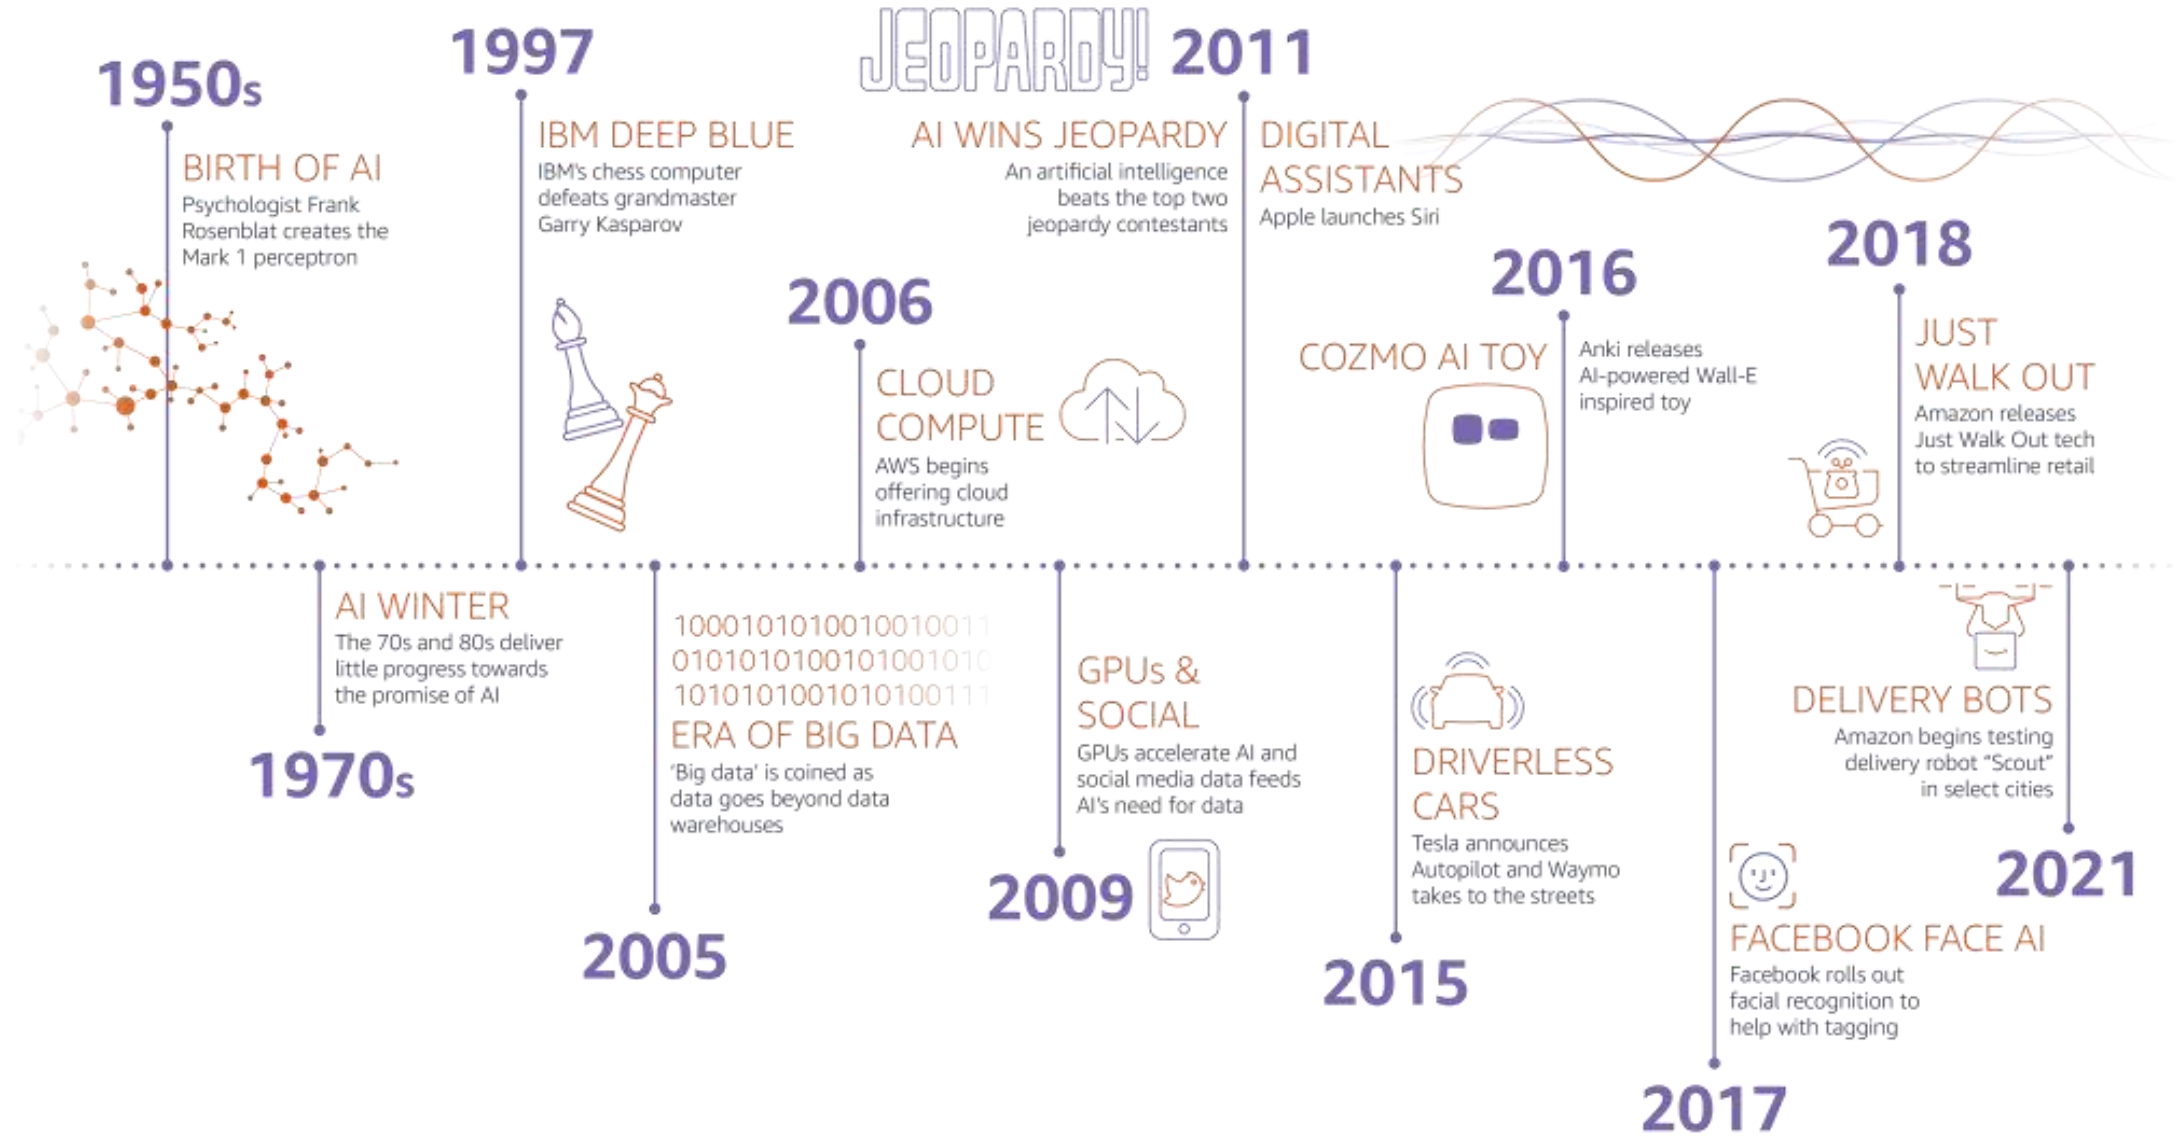 1950s
BIRTH OF AI
Psychologist Frank
Rosenblat creates the
Mark 1 perceptron
1970s
AI WINTER
The 70s and 80s deliver
little progress towards
the promise of AI
1997
IBM DEEP BLUE
IBM's chess computer
defeats grandmaster
Garry Kasparov
2005
100010101001001001 1
010101010010100101 0
10101010010101001 1 1
ERA OF BIG DATA
'Big data' is coined as
data goes beyond data
warehouses
2006
CLOUD
COMPUTE
AWS begins
offering cloud
infrastructure
2009
GPUs &
SOCIAL
GPUs accelerate AI and
social media data feeds
AI's need for data
JEOPARDY!
2011
AI WINS JEOPARDY
An artificial intelligence
beats the top two
jeopardy contestants
DIGITAL
ASSISTANTS
Apple launches Siri
2015
DRIVERLESS
CARS
Tesla announces
Autopilot and Waymo
takes to the streets
2016
COZMO AI TOY
Anki releases
AI-powered Wall-E
inspired toy
2017
FACEBOOK FACE AI
Facebook rolls out
facial recognition to
help with tagging
2018
JUST
WALK OUT
Amazon releases
Just Walk Out tech
to streamline retail
2021
DELIVERY BOTS
Amazon begins testing
delivery robot "Scout"
in select cities